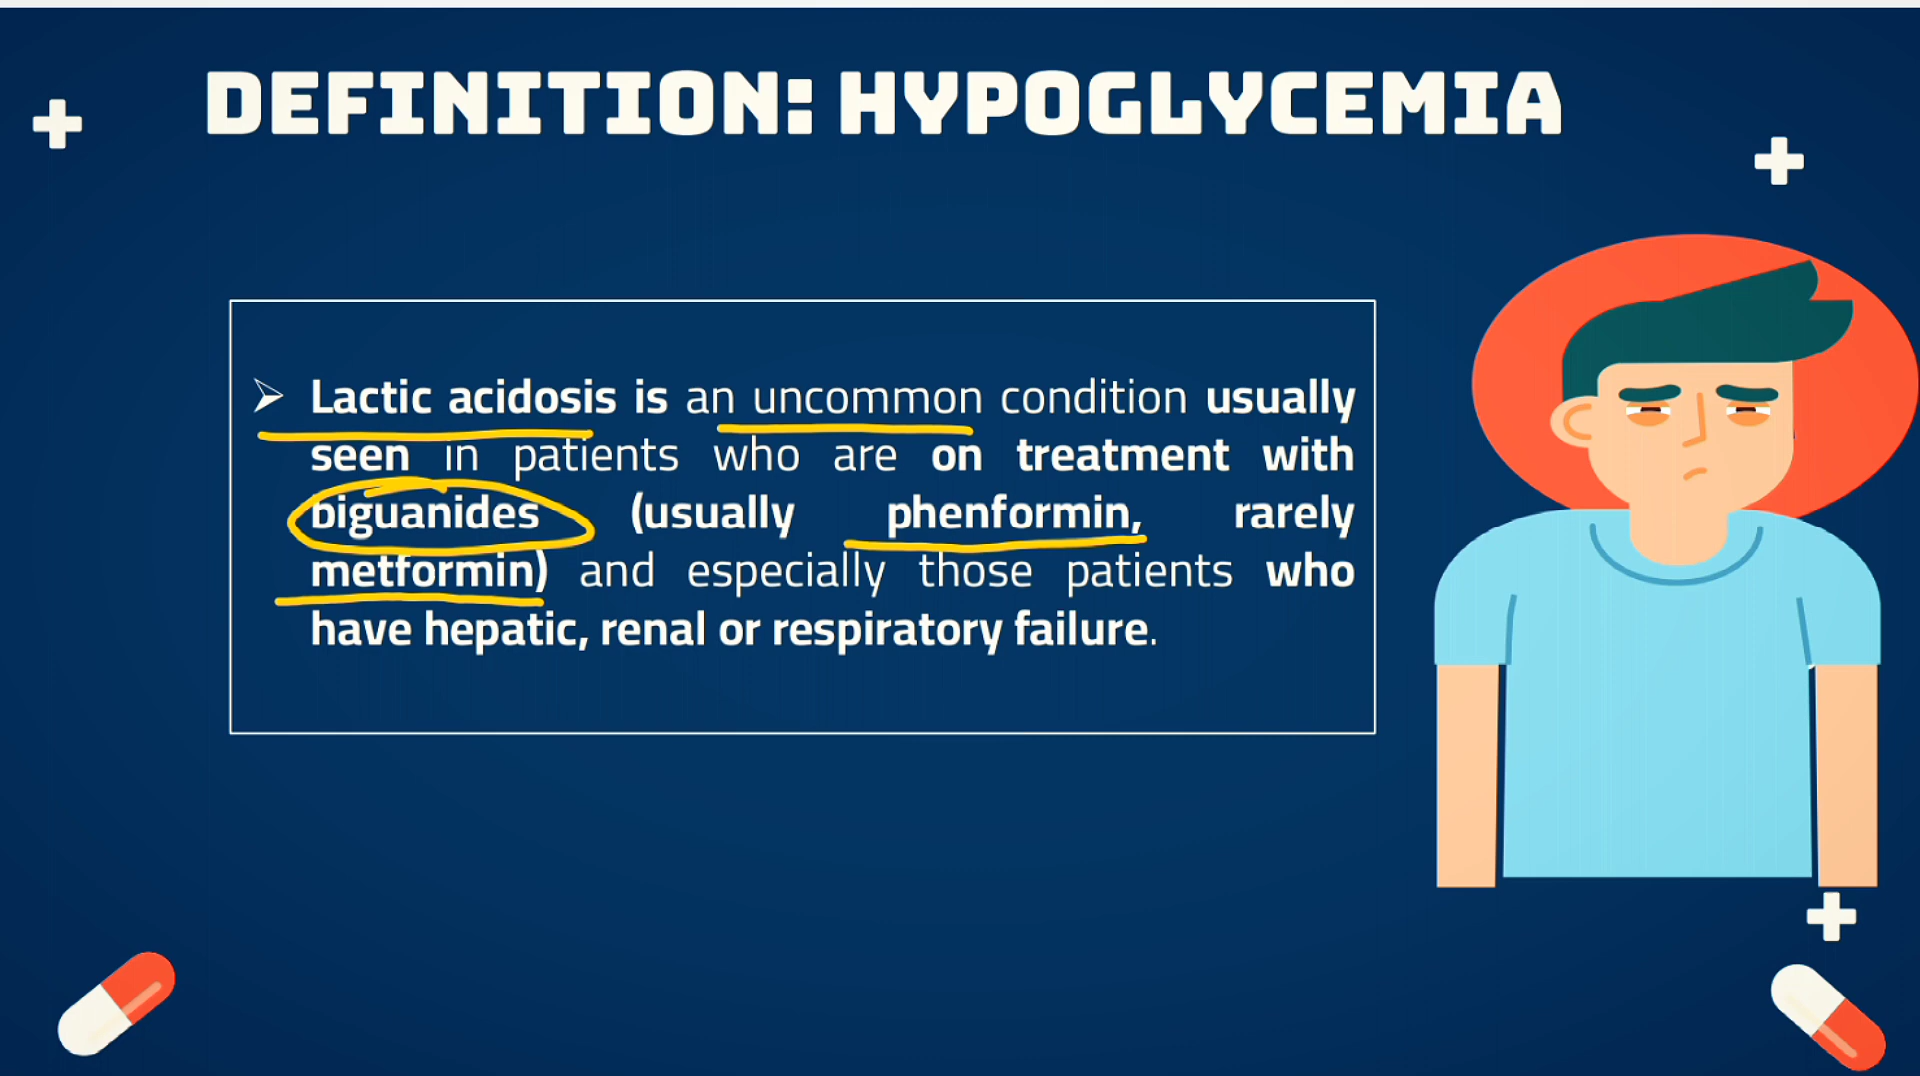 DEFINITION: HYPOGLYCEMIA
Lactic acidosis is an uncommon condition usually
seen in patients who are on treatment with
biguanides (usually phenformin, rarely
metformin) and especially those patients who
have hepatic, renal or respiratory failure.